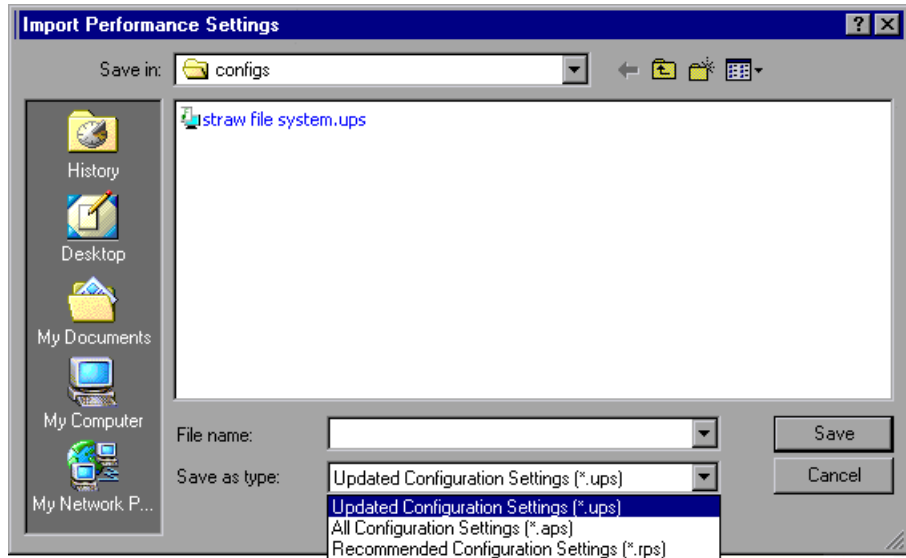 Import Performance Settings
Save in: configs
straw file system.ups
History
Desktop
My Documents
My Computer
My Network P...
File name:
Save
Save as type: Updated Configuration Settings (*.ups)
Cancel
Updated Configuration Settings (*.ups)
All Configuration Settings (*.aps)
Recommended Configuration Settings (*.rps)